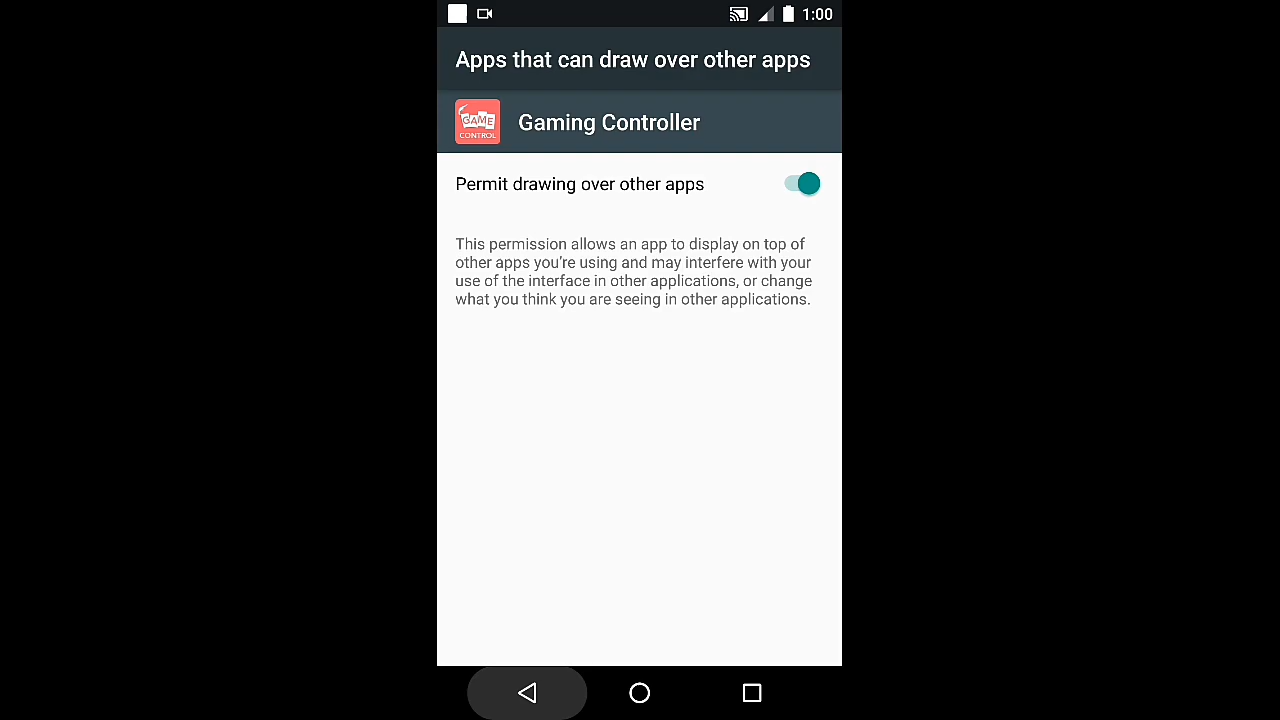 1:00
Apps that can draw over other apps
GAME
CONTROL
Gaming Controller
Permit drawing over other apps
This permission allows an app to display on top of
other apps you're using and may interfere with your
use of the interface in other applications, or change
what you think you are seeing in other applications.